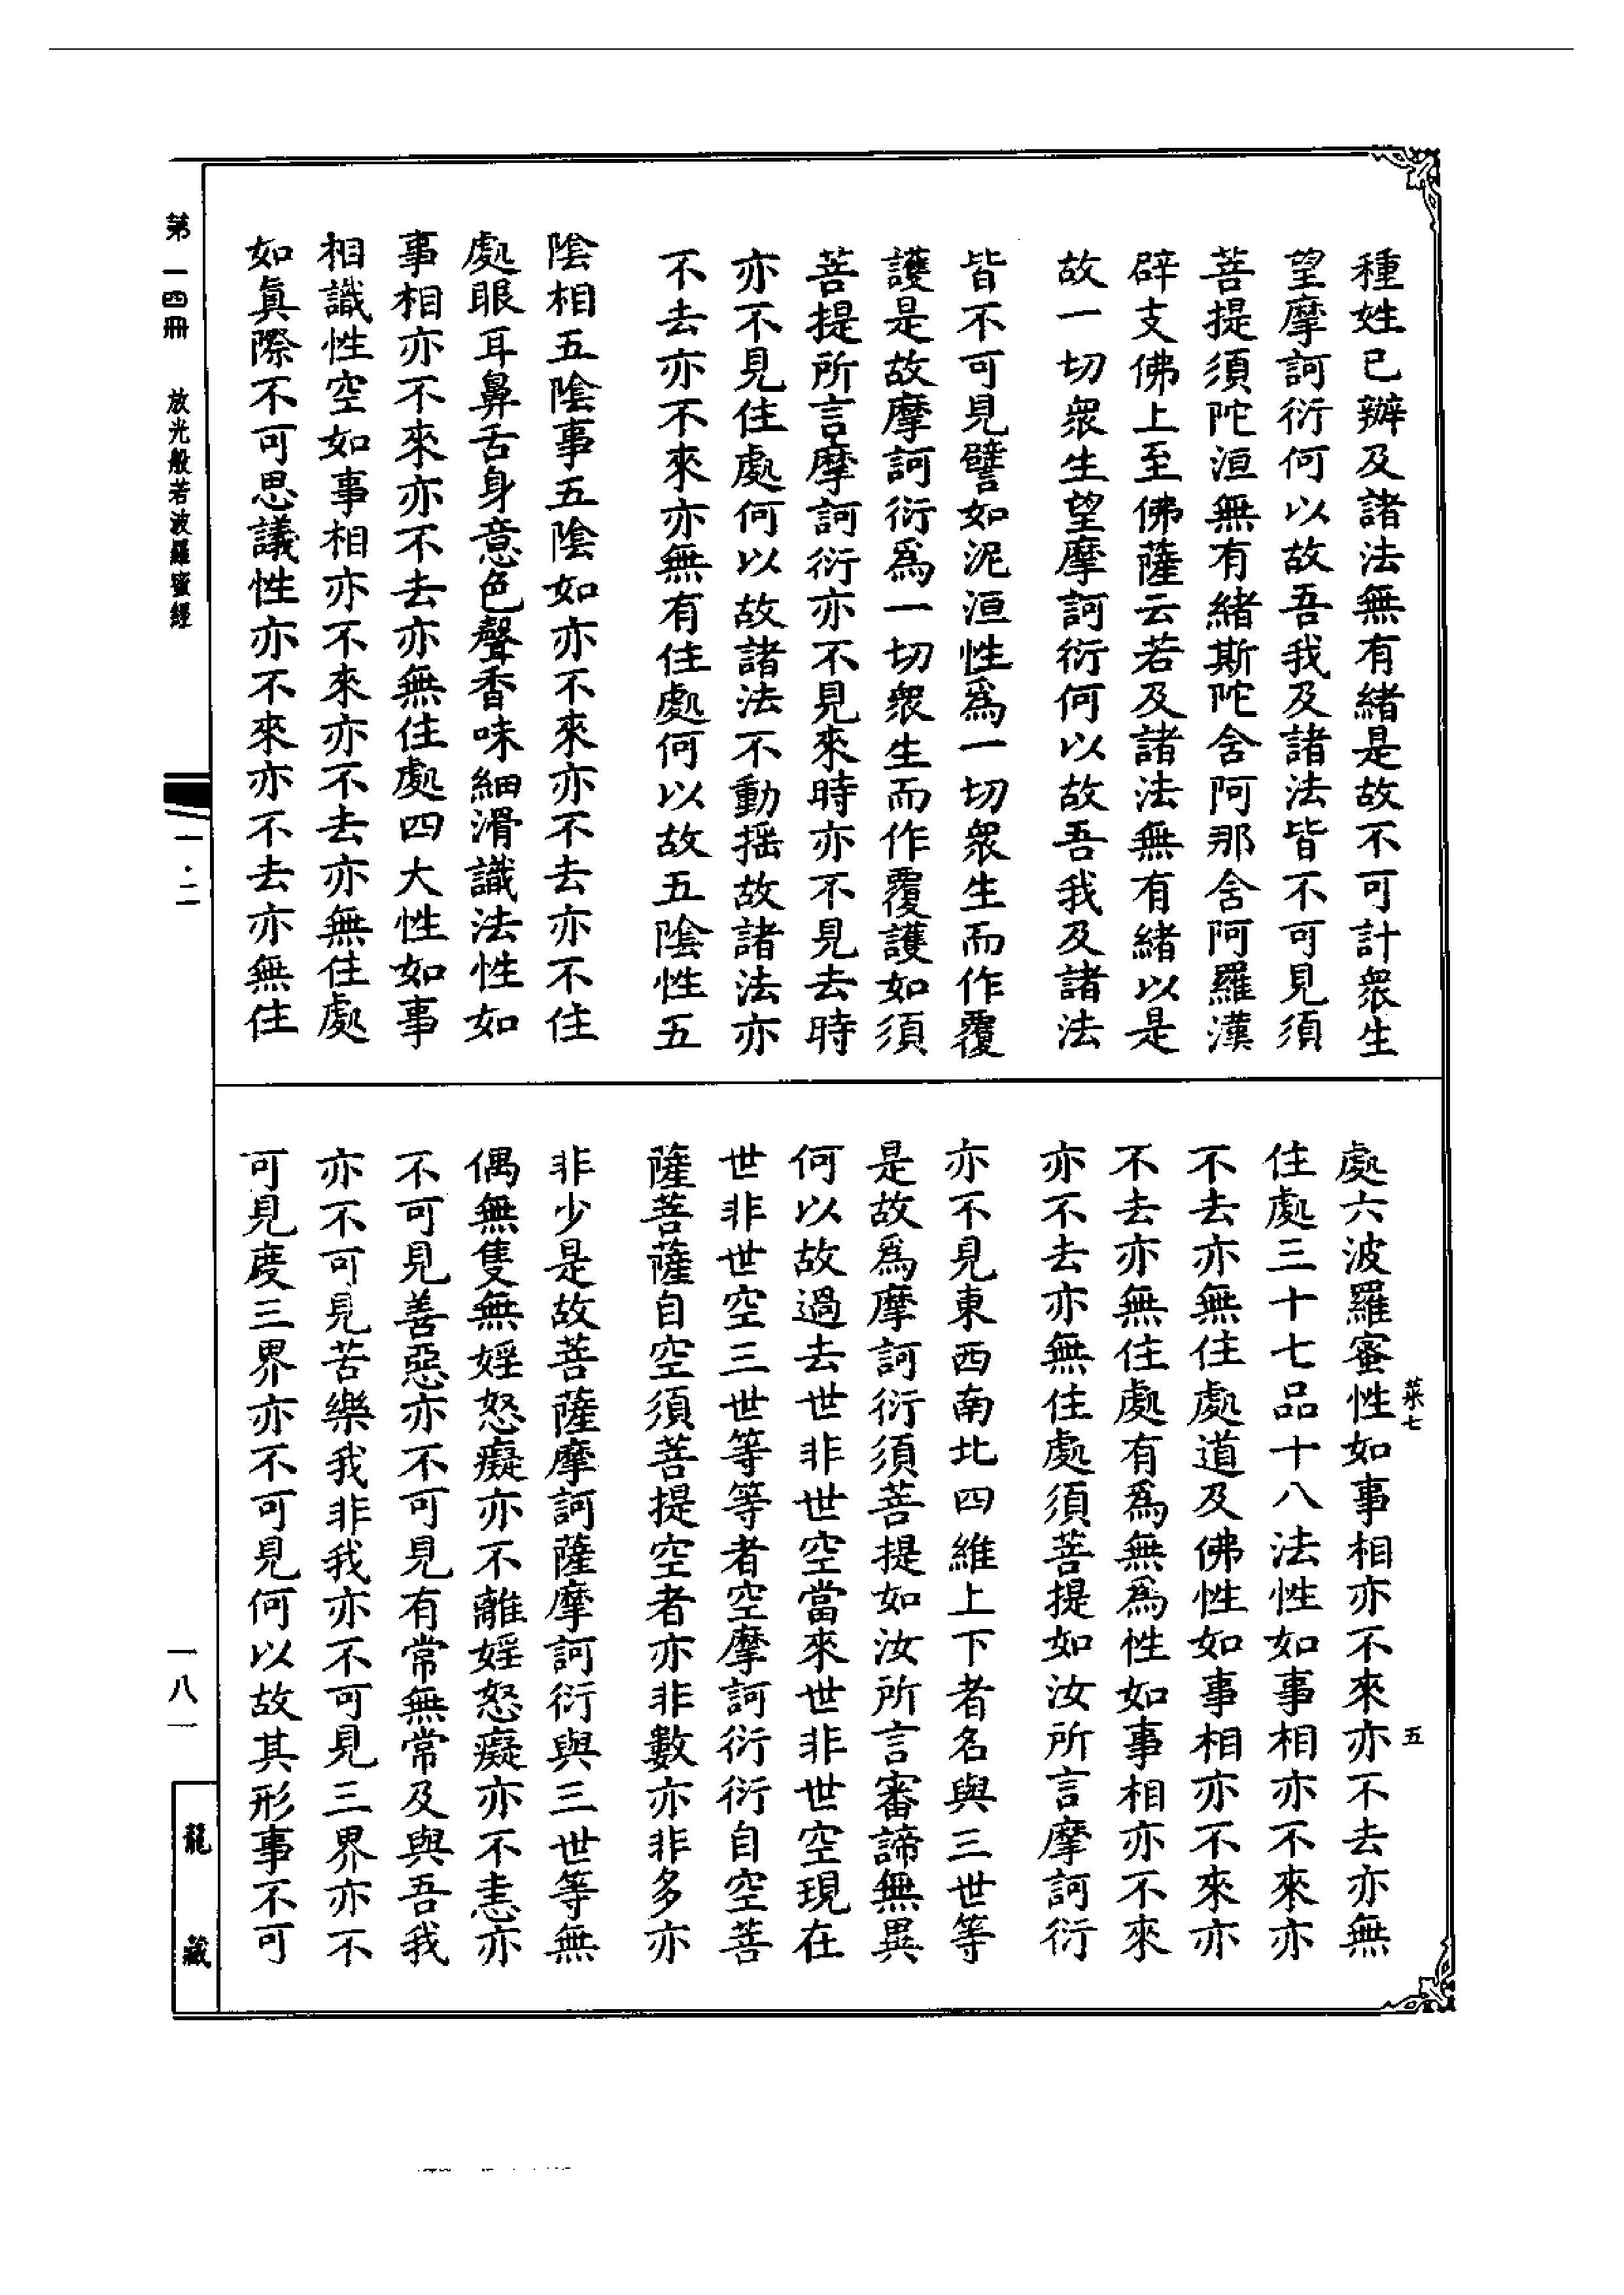 種姓已辦及諸法無有緒是故不可計衆生
望摩訶衍何以故吾我及諸法皆不可見須
菩提須陀洹無有緒斯陀含阿那含阿羅漢
辟支佛上至佛薩云若及諸法無有緒以是
故一切衆生望摩訶衍何以故吾我及諸法
皆不可見譬如泥洹性爲一切衆生而作覆
護是故摩訶衍爲一切衆生而作覆護如須
菩提所言摩訶衍亦不見來時亦不見去時
亦不見住處何以故諸法不動搖故諸法亦
不去亦不來亦無有住處何以故五陰性五
陰相五陰事五陰如亦不來亦不去亦不住
處眼耳鼻舌身意色聲香味細滑識法性如
事相亦不來亦不去亦無住處四大性如事
相識性空如事相亦不來亦不去亦無住處
如眞際不可思議性亦不來亦不去亦無住
處六波羅蜜性如事相亦不來亦不去亦無
住處三十七品十八法性如事相亦不來亦
不去亦無住處道及佛性如事相亦不來亦
不去亦無住處有爲無爲性如事相亦不來
亦不去亦無住處須菩提如汝所言摩訶衍
亦不見東西南北四維上下者名與三世等
是故爲摩訶衍須菩提如汝所言審諦無異
何以故過去世非世空當來世非世空現在
世非世空三世等等者空摩訶衍衍自空菩
薩菩薩自空須菩提空者亦非數亦非多亦
非少是故菩薩摩訶薩摩訶衍與三世等無
偶無隻無婬怒癡亦不離婬怒癡亦不恚亦
不可見善惡亦不可見有常無常及與吾我
亦不可見苦樂我非我亦不可見三界亦不
可見度三界亦不可見何以故其形事不可
菜七
五
第一四冊
放光般若波羅蜜經
一·二
一八一
龍藏